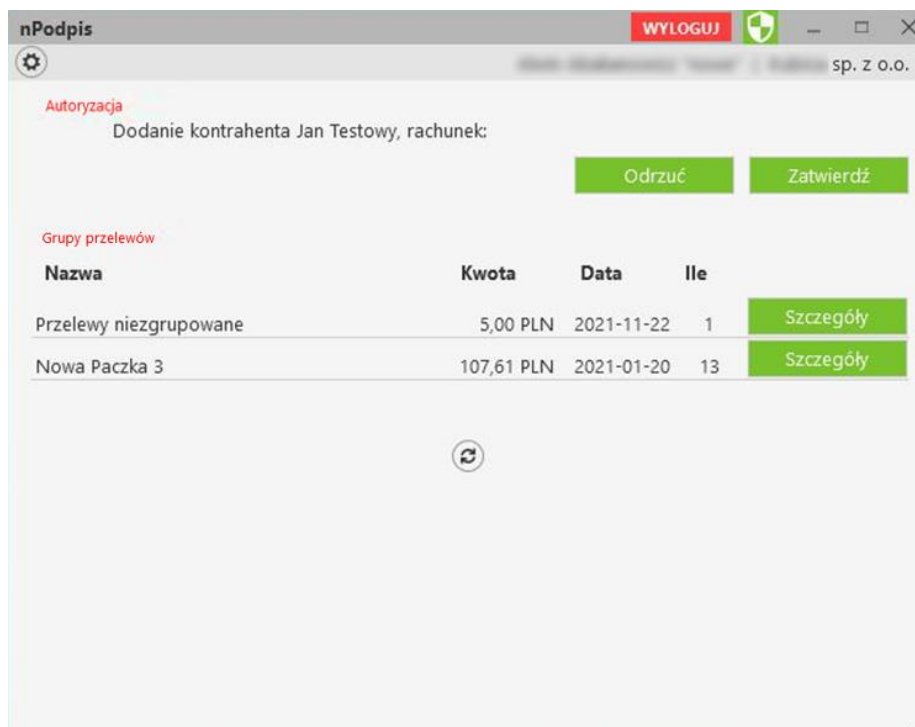 nPodpis WYLOGUJ
sp. z o.o.
Autoryzacja
Dodanie kontrahenta Jan Testowy, rachunek:
Odrzuć Zatwierdź
Grupy przelewów
Nazwa Kwota Data Ile
Przelewy niezgrupowane 5,00 PLN 2021-11-22 1 Szczegóły
Nowa Paczka 3 107,61 PLN 2021-01-20 13 Szczegóły